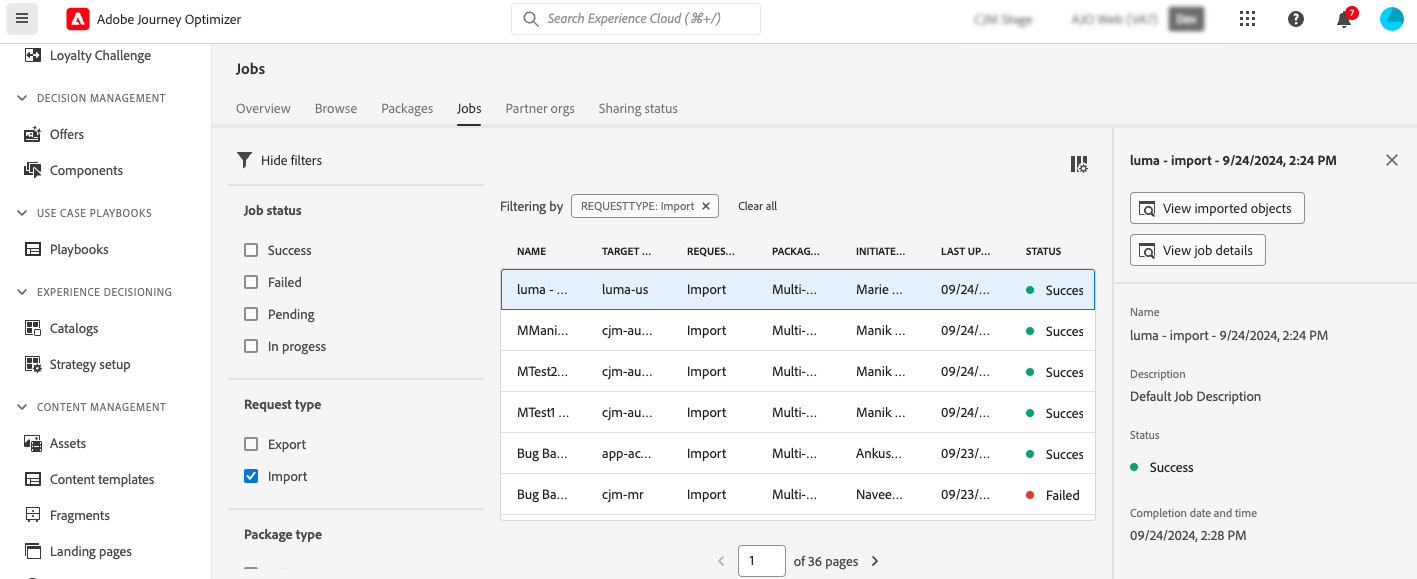 Adobe Journey Optimizer
Search Experience Cloud (⌘+/)
Dev
7
Loyalty Challenge
DECISION MANAGEMENT
Offers
Components
USE CASE PLAYBOOKS
Playbooks
EXPERIENCE DECISIONING
Catalogs
Strategy setup
CONTENT MANAGEMENT
Assets
Content templates
Fragments
Landing pages
Jobs
Overview Browse Packages Jobs Partner orgs Sharing status
Hide filters
Job status
Success
Failed
Pending
In progess
Request type
Export
Import
Package type
Filtering by REQUESTTYPE: Import Clear all
NAME TARGET ... REQUES... PACKAG... INITIATE... LAST UP... STATUS
luma - ... luma-us Import Multi-... Marie ... 09/24/... Succes
MMani... cjm-au... Import Multi-... Manik ... 09/24/... Succes
MTest2... cjm-au... Import Multi-... Manik ... 09/24/... Succes
MTest1 ... cjm-au... Import Multi-... Manik ... 09/24/... Succes
Bug Ba... app-ac... Import Multi-... Ankus... 09/23/... Succes
Bug Ba... cjm-mr Import Multi-... Navee... 09/23/... Failed
1 of 36 pages
luma - import - 9/24/2024, 2:24 PM
View imported objects
View job details
Name
luma - import - 9/24/2024, 2:24 PM
Description
Default Job Description
Status
Success
Completion date and time
09/24/2024, 2:28 PM